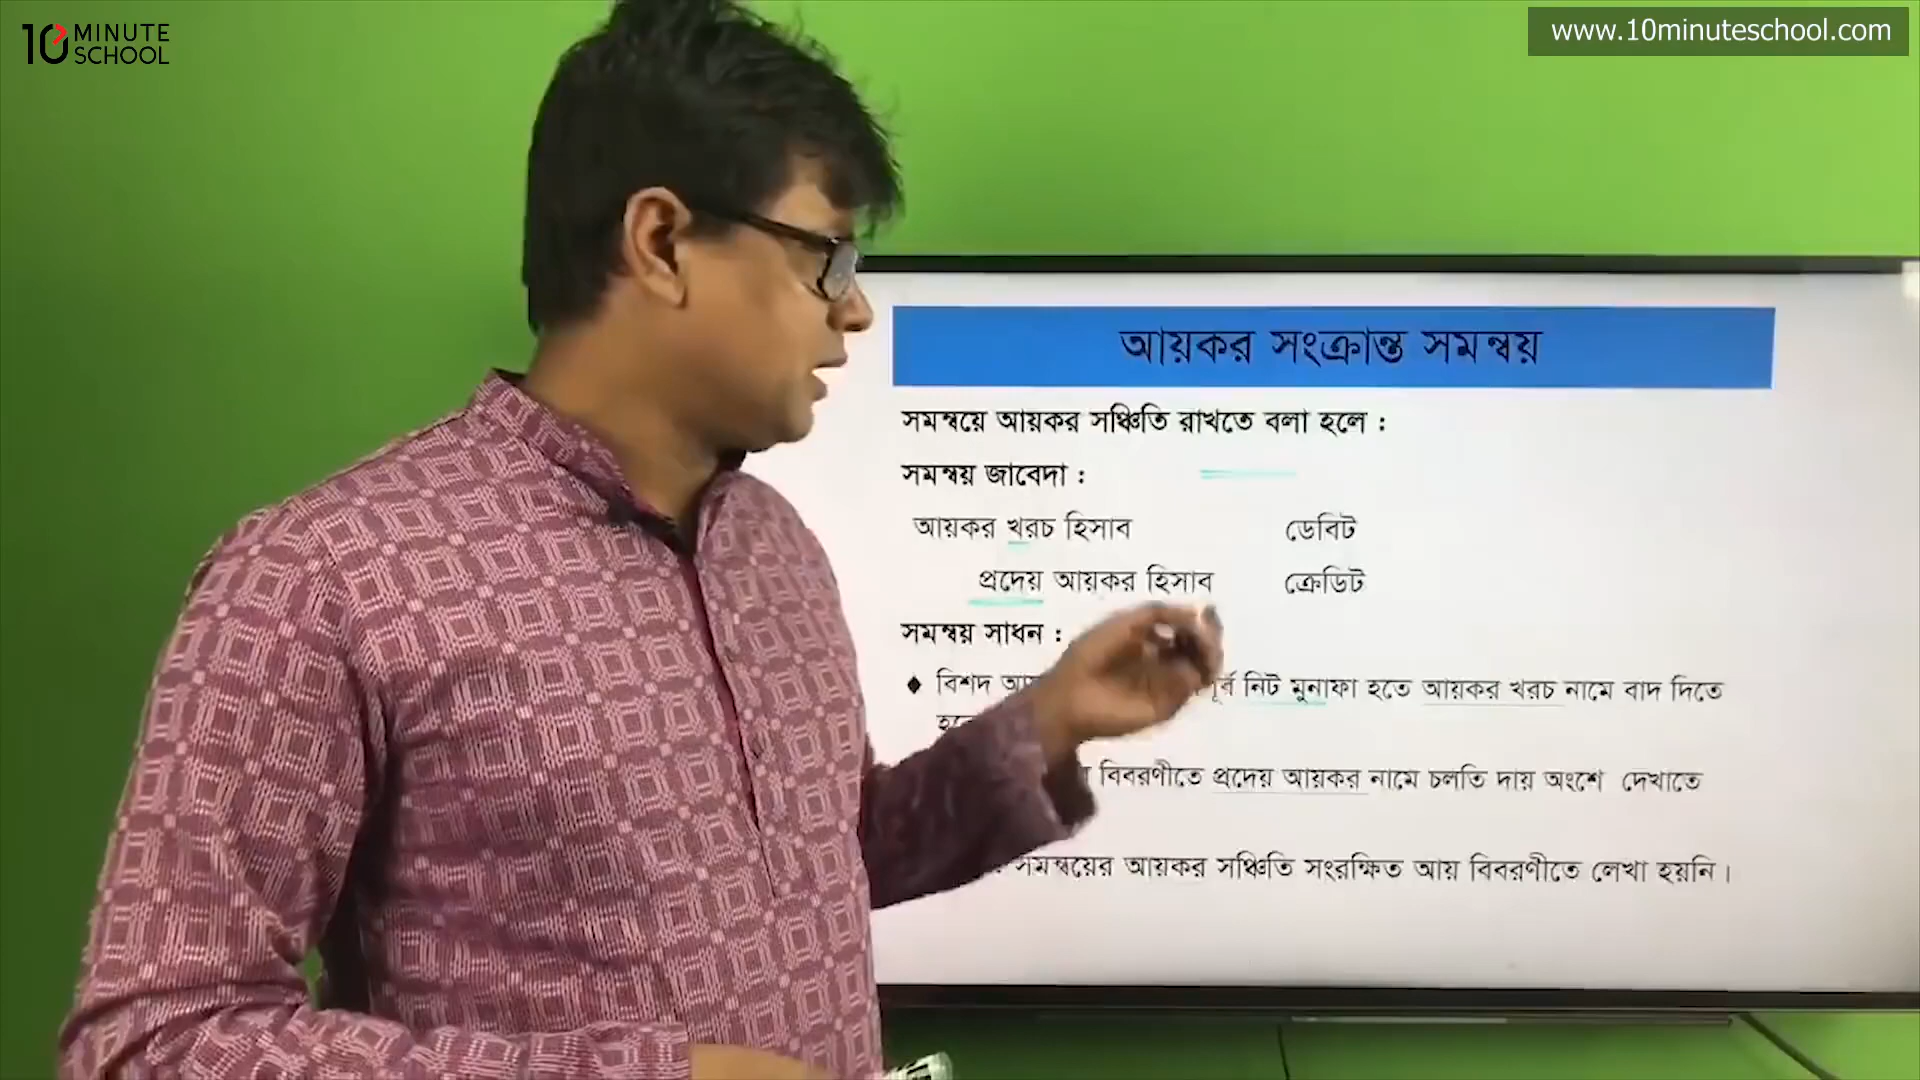 10 MINUTE SCHOOL
www.10minuteschool.com
আয়কর সংক্রান্ত সমন্বয়
সমন্বয়ে আয়কর সঞ্চিতি রাখতে বলা হলে :
সমন্বয় জাবেদা :
আয়কর খরচ হিসাব ডেবিট
প্রদেয় আয়কর হিসাব ক্রেডিট
সমন্বয় সাধন :
♦ বিশদ নিট মুনাফা হতে আয়কর খরচ নামে বাদ দিতে
বিবরণীতে প্রদেয় আয়কর নামে চলতি দায় অংশে দেখাতে
সমন্বয়ের আয়কর সঞ্চিতি সংরক্ষিত আয় বিবরণীতে লেখা হয়নি।